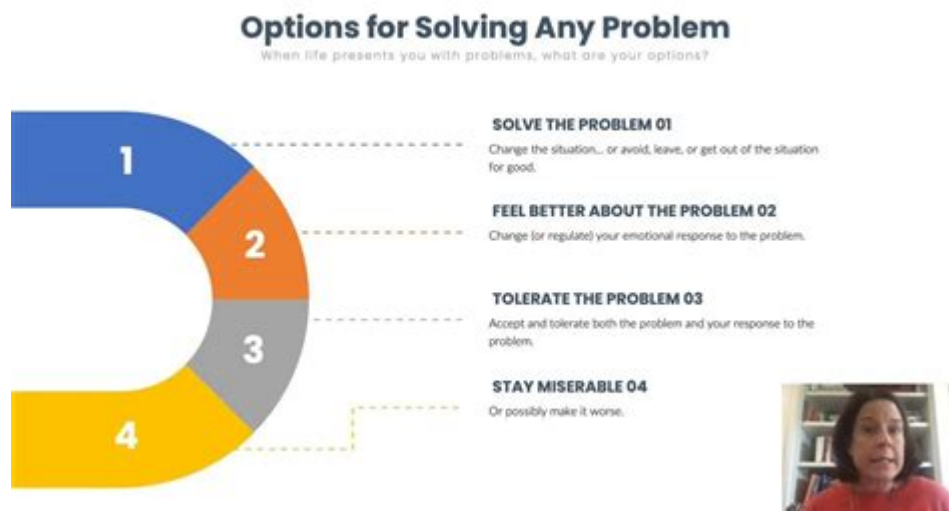 Options for Solving Any Problem
When life presents you with problems, what are your options?
1
SOLVE THE PROBLEM 01
Change the situation... or avoid, leave, or get out of the situation
for good.
2
FEEL BETTER ABOUT THE PROBLEM 02
Change (or regulate) your emotional response to the problem.
3
TOLERATE THE PROBLEM 03
Accept and tolerate both the problem and your response to the
problem.
4
STAY MISERABLE 04
Or possibly make it worse.